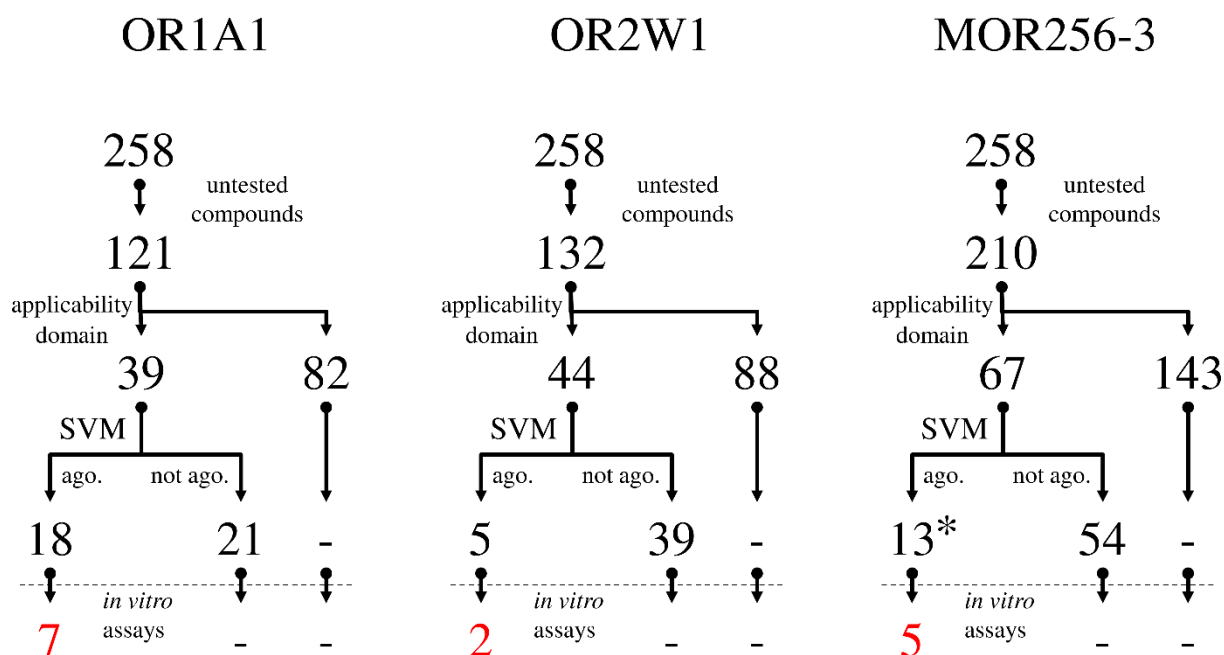 OR1A1 OR2W1 MOR256-3
258 258 258
untested untested untested
compounds compounds compounds
121 132 210
applicability applicability applicability
domain domain domain
39 82 44 88 67 143
SVM SVM SVM
ago. not ago. ago. not ago. ago. not ago.
18 21 - 5 39 - 13* 54 -
in vitro in vitro in vitro
assays assays assays
7 - - 2 - - 5 - -